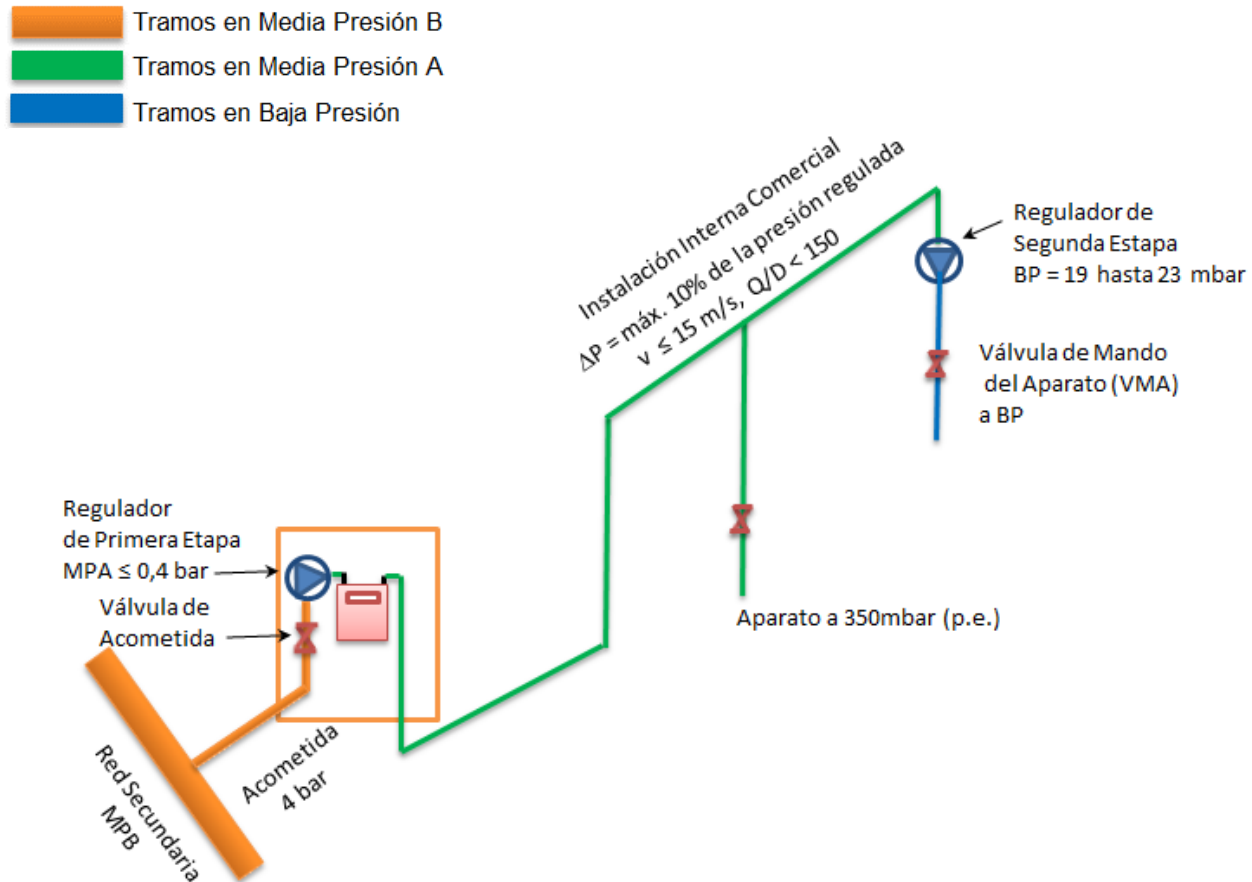 Tramos en Media Presión B
Tramos en Media Presión A
Tramos en Baja Presión
Instalación Interna Comercial
ΔP = máx. 10% de la presión regulada
v ≤ 15 m/s, Q/D < 150
Regulador de
Segunda Estapa
BP = 19 hasta 23 mbar
Válvula de Mando
del Aparato (VMA)
a BP
Regulador
de Primera Etapa
MPA ≤ 0,4 bar
Válvula de
Acometida
Aparato a 350mbar (p.e.)
Acometida
4 bar
Red Secundaria
MPB